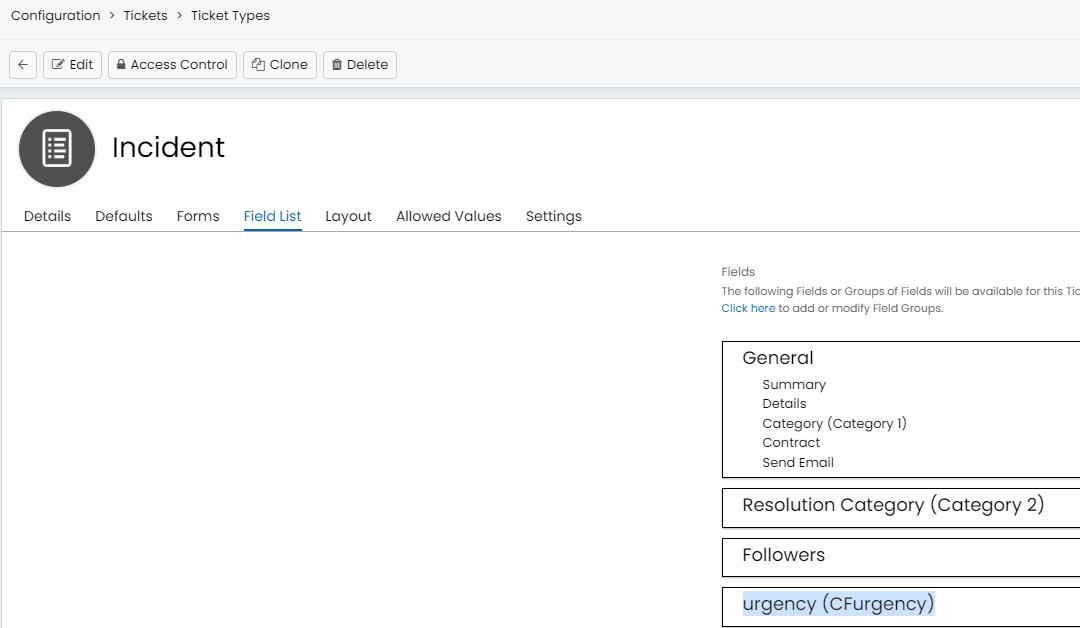 Configuration > Tickets > Ticket Types
Edit Access Control Clone Delete
Incident
Details Defaults Forms Field List Layout Allowed Values Settings
Fields
The following Fields or Groups of Fields will be available for this
Click here to add or modify Field Groups.
General
Summary
Details
Category (Category 1)
Contract
Send Email
Resolution Category (Category 2)
Followers
urgency (CFurgency)